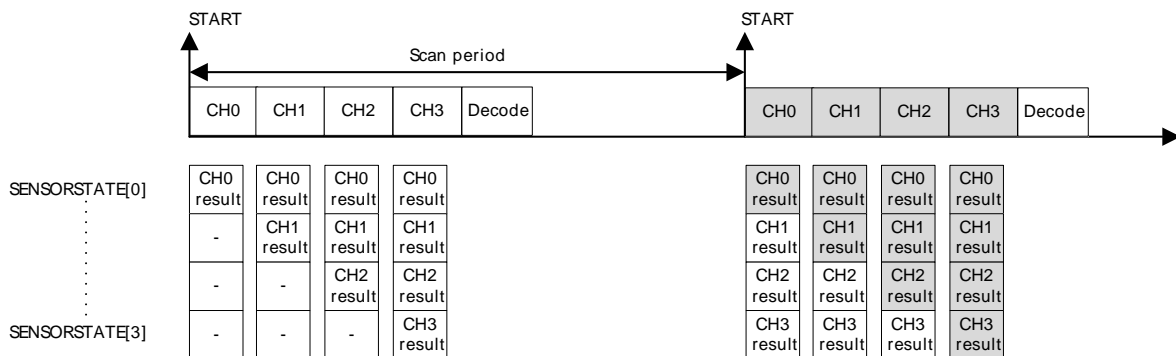 START START
Scan period
CH0 CH1 CH2 CH3 Decode CH0 CH1 CH2 CH3 Decode
SENSORSTATE[0] CH0 result CH0 result CH0 result CH0 result CH0 result CH0 result CH0 result CH0 result
- CH1 result CH1 result CH1 result CH1 result CH1 result CH1 result CH1 result
- - CH2 result CH2 result CH2 result CH2 result CH2 result CH2 result
SENSORSTATE[3] - - - CH3 result CH3 result CH3 result CH3 result CH3 result